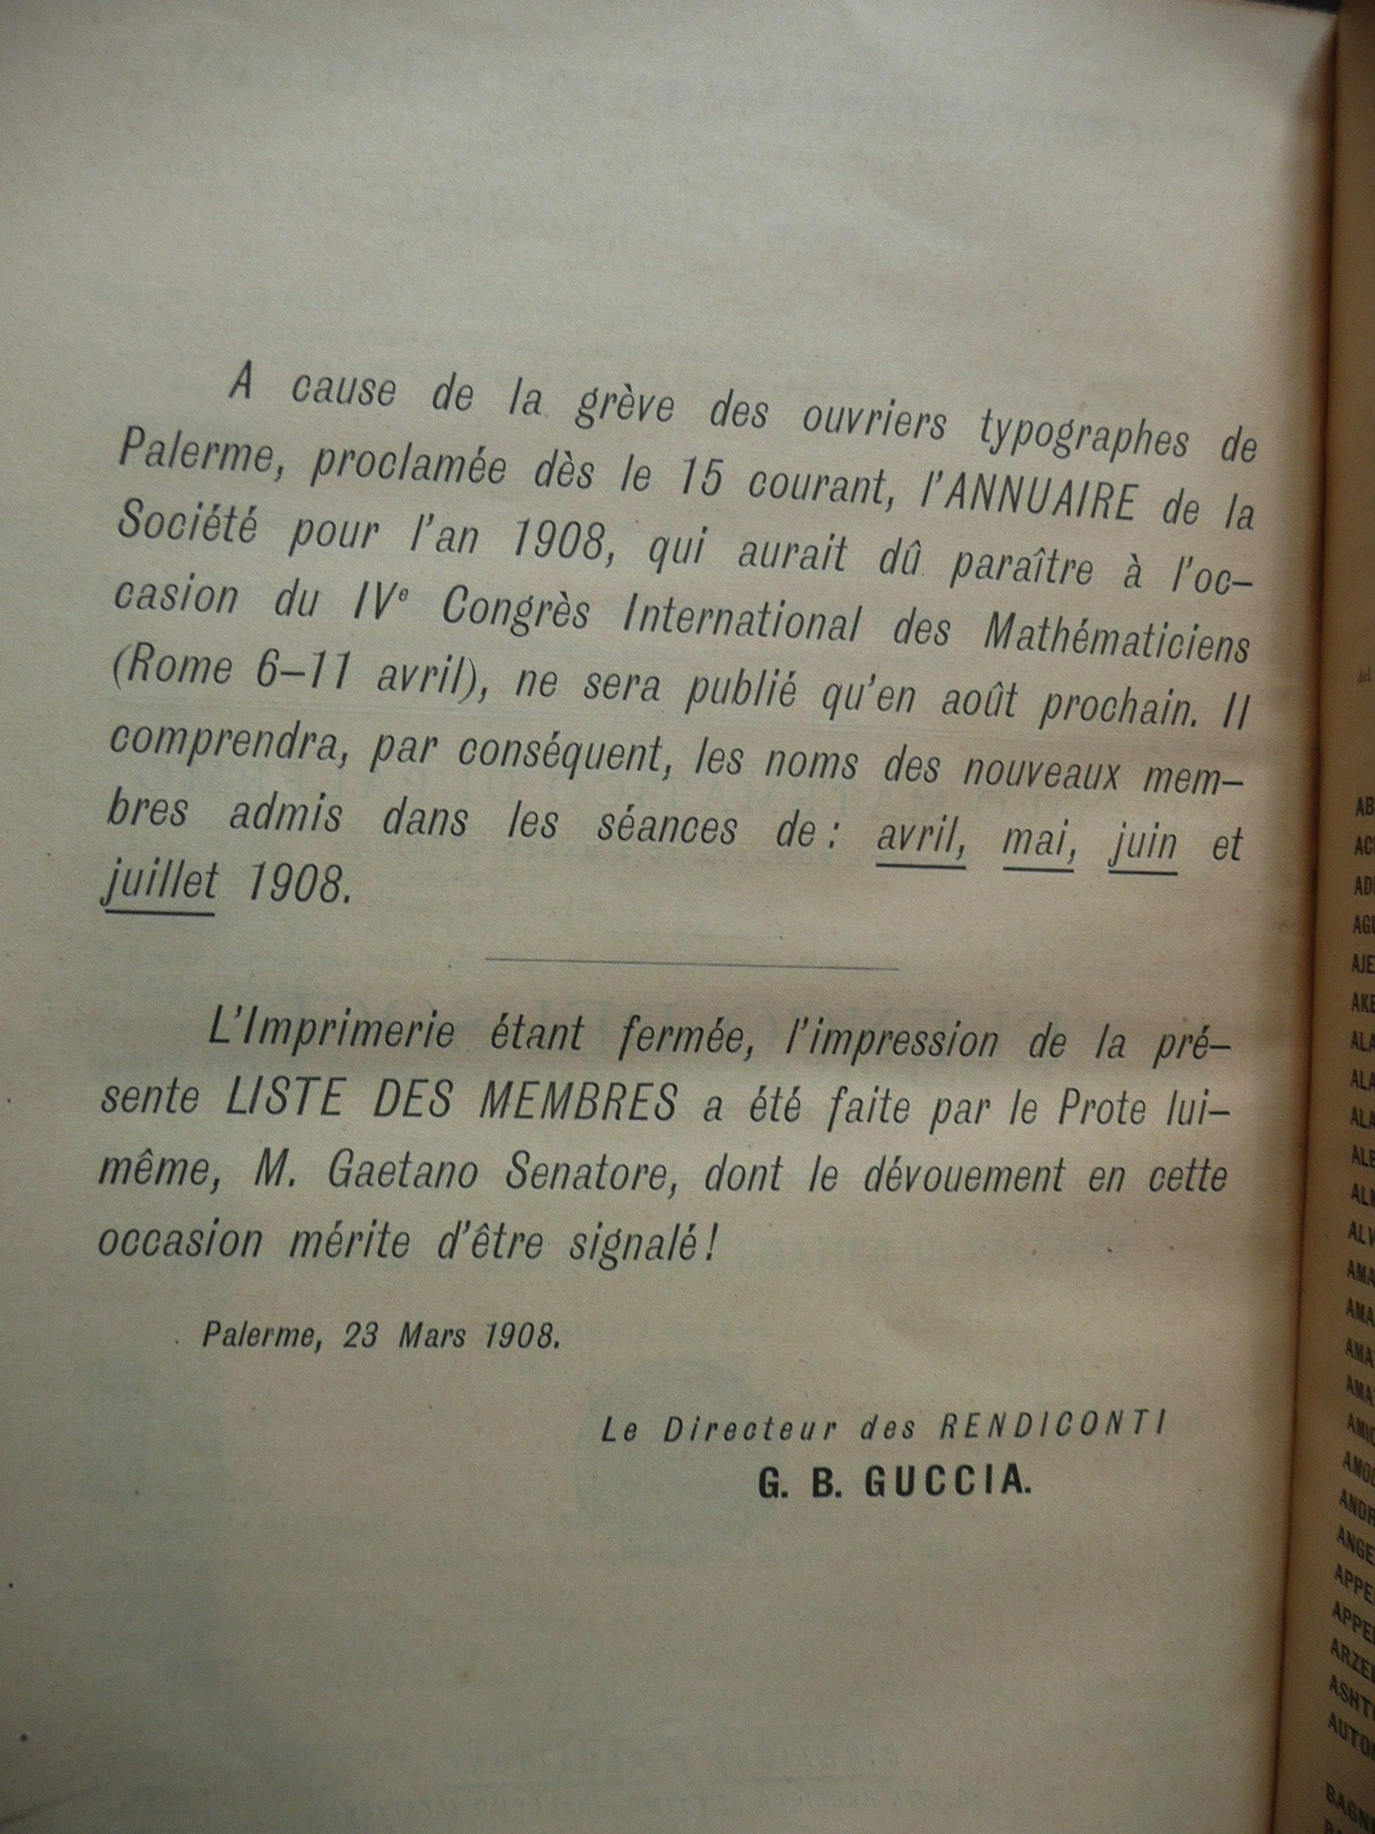 A cause de la grève des ouvriers typographes de
Palerme, proclamée dès le 15 courant, l'ANNUAIRE de la
Société pour l'an 1908, qui aurait dû paraître à l'oc–
casion du IVᵉ Congrès International des Mathématiciens
(Rome 6–11 avril), ne sera publié qu'en août prochain. Il
comprendra, par conséquent, les noms des nouveaux mem–
bres admis dans les séances de: avril, mai, juin et
juillet 1908.
L'Imprimerie étant fermée, l'impression de la pré–
sente LISTE DES MEMBRES a été faite par le Prote lui–
même, M. Gaetano Senatore, dont le dévouement en cette
occasion mérite d'être signalé!
Palerme, 23 Mars 1908.
Le Directeur des RENDICONTI
G. B. GUCCIA.